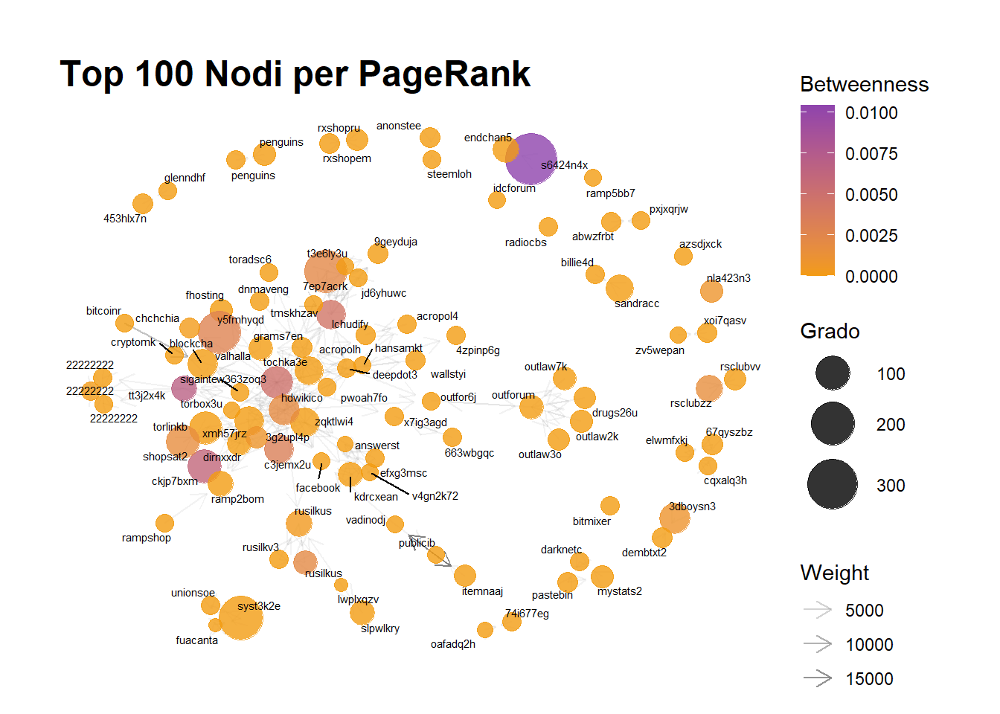 Top 100 Nodi per PageRank
Betweenness
0.0100
0.0075
0.0050
0.0025
0.0000
Grado
100
200
300
Weight
5000
10000
15000
anonstee
rxshopru
endchan5
penguins
rxshopem
s6424n4x
steemloh
penguins
glenndhf
idcforum
ramp5bb7
pxjxqrjw
453hlx7n
abwzfrbt
radiocbs
9geyduja
azsdjxck
t3e6ly3u
toradsc6
billie4d
nla423n3
7ep7acrk
dnmaveng
jd6yhuwc
fhosting
sandracc
bitcoinr
tmskhzav
acropol4
chchchia
y5fmhyqd
lchudify
xoi7qasv
grams7en
cryptomk
blockcha
acropolh
hansamkt
4zpinp6g
zv5wepan
valhalla
tochka3e
22222222
outlaw7k
rsclubvv
deepdot3
wallstyi
sigaintew363zoq3
22222222
tt3j2x4k
hdwikico
pwoah7fo
outfor6j
outforum
rsclubzz
torbox3u
drugs26u
22222222
zqktlwi4
x7ig3agd
torlinkb
xmh57jrz
3g2upl4p
663wbgqc
outlaw2k
67qyszbz
elwmfxkj
answerst
shopsat2
dirnxxdr
c3jemx2u
outlaw3o
efxg3msc
ckjp7bxm
facebook
cqxalq3h
ramp2bom
kdrcxean
v4gn2k72
rusilkus
vadinodj
3dboysn3
bitmixer
rampshop
publicib
rusilkv3
darknetc
dembtxt2
rusilkus
unionsoe
lwplxqzv
itemnaaj
pastebin
mystats2
syst3k2e
74i677eg
slpwlkry
fuacanta
oafadq2h